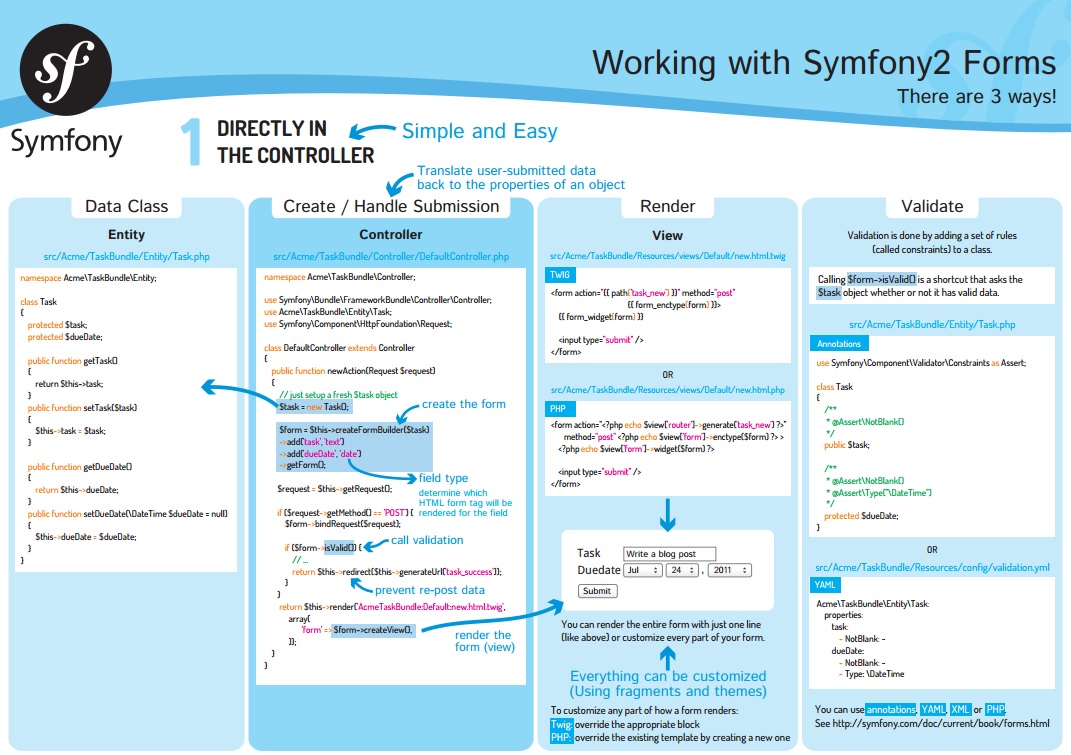 sf
Symfony
Working with Symfony2 Forms
There are 3 ways!
1
DIRECTLY IN
THE CONTROLLER
Simple and Easy
Translate user-submitted data
back to the properties of an object
Data Class
Entity
src/Acme/TaskBundle/Entity/Task.php
namespace Acme\TaskBundle\Entity;
class Task
{
protected $task;
protected $dueDate;
public function getTask()
{
return $this->task;
}
public function setTask($task)
{
$this->task = $task;
}
public function getDueDate()
{
return $this->dueDate;
}
public function setDueDate(\DateTime $dueDate = null)
{
$this->dueDate = $dueDate;
}
}
Create / Handle Submission
Controller
src/Acme/TaskBundle/Controller/DefaultController.php
namespace Acme\TaskBundle\Controller;
use Symfony\Bundle\FrameworkBundle\Controller\Controller;
use Acme\TaskBundle\Entity\Task;
use Symfony\Component\HttpFoundation\Request;
class DefaultController extends Controller
{
public function newAction(Request $request)
{
// just setup a fresh $task object
$task = new Task();
create the form
$form = $this->createFormBuilder($task)
->add('task','text')
->add('dueDate','date')
->getForm();
field type
determine which
HTML form tag will be
rendered for the field
$request = $this->getRequest();
if ($request->getMethod() == 'POST') {
$form->bindRequest($request);
if ($form->isValid()) {
call validation
// ...
return $this->redirect($this->generateUrl('task_success'));
}
prevent re-post data
}
return $this->render('AcmeTaskBundle:Default:new.html.twig',
array(
'form' => $form->createView(),
));
render the
form (view)
}
}
Render
View
src/Acme/TaskBundle/Resources/views/Default/new.html.twig
TWIG
<form action="{{ path('task_new') }}" method="post"
{{ form_enctype(form) }}>
{{ form_widget(form) }}
<input type="submit" />
</form>
OR
src/Acme/TaskBundle/Resources/views/Default/new.html.php
PHP
<form action="<?php echo $view['router']->generate('task_new') ?>"
method="post" <?php echo $view['form']->enctype($form) ?> >
<?php echo $view['form']->widget($form) ?>
<input type="submit" />
</form>
Task Write a blog post
Duedate Jul 24 , 2011
Submit
You can render the entire form with just one line
(like above) or customize every part of your form.
Everything can be customized
(Using fragments and themes)
To customize any part of how a form renders:
Twig: override the appropriate block
PHP: override the existing template by creating a new one
Validate
Validation is done by adding a set of rules
(called constraints) to a class.
Calling $form->isValid() is a shortcut that asks the
$task object whether or not it has valid data.
src/Acme/TaskBundle/Entity/Task.php
Annotations
use Symfony\Component\Validator\Constraints as Assert;
class Task
{
/**
* @Assert\NotBlank()
*/
public $task;
/**
* @Assert\NotBlank()
* @Assert\Type("\DateTime")
*/
protected $dueDate;
}
OR
src/Acme/TaskBundle/Resources/config/validation.yml
YAML
Acme\TaskBundle\Entity\Task:
properties:
task:
- NotBlank: ~
dueDate:
- NotBlank: ~
- Type: \DateTime
You can use annotations, YAML, XML or PHP.
See http://symfony.com/doc/current/book/forms.html